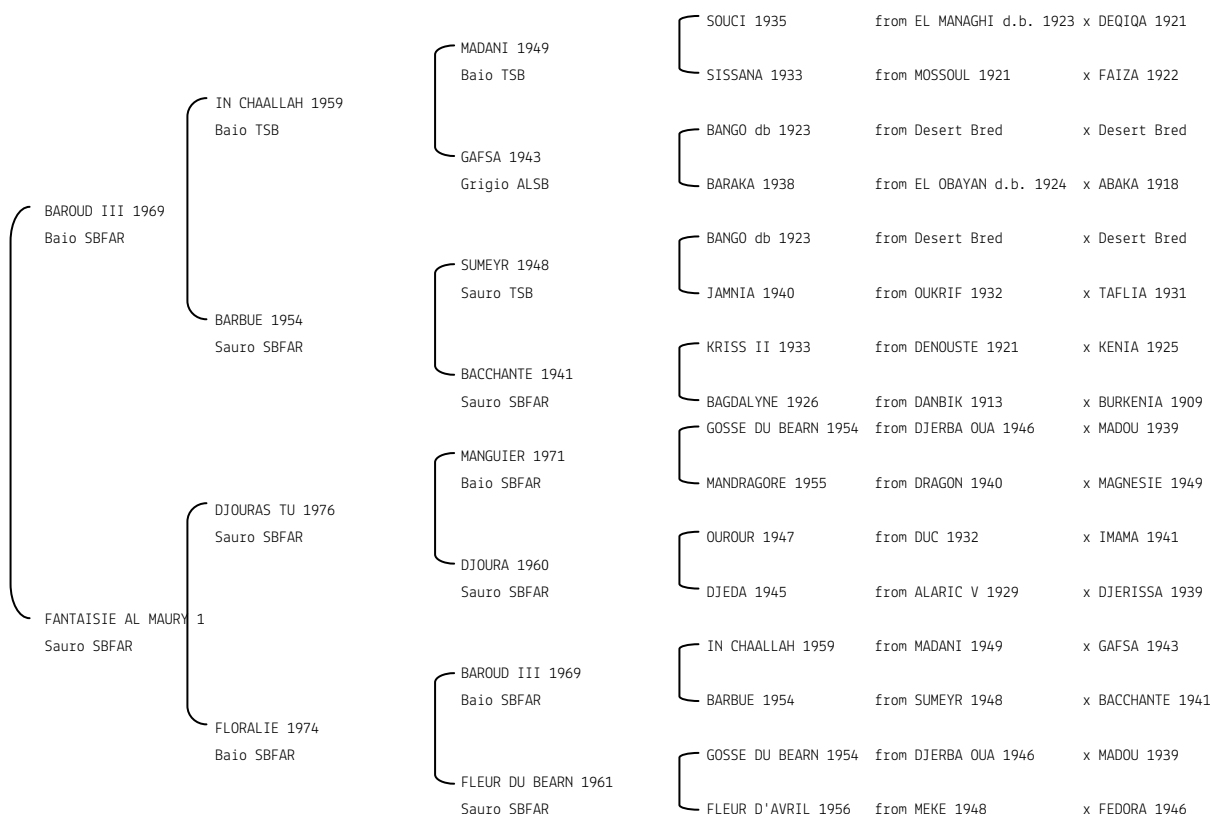 SOUCI 1935 from EL MANAGHI d.b. 1923 x DEQIQA 1921
MADANI 1949
Baio TSB SISSANA 1933 from MOSSOUL 1921 x FAIZA 1922
IN CHAALLAH 1959
Baio TSB BANGO db 1923 from Desert Bred x Desert Bred
GAFSA 1943
Grigio ALSB BARAKA 1938 from EL OBAYAN d.b. 1924 x ABAKA 1918
BAROUD III 1969
Baio SBFAR BANGO db 1923 from Desert Bred x Desert Bred
SUMEYR 1948
Sauro TSB JAMNIA 1940 from OUKRIF 1932 x TAFLIA 1931
BARBUE 1954
Sauro SBFAR KRISS II 1933 from DENOUSTE 1921 x KENIA 1925
BACCHANTE 1941
Sauro SBFAR BAGDALYNE 1926 from DANBIK 1913 x BURKENIA 1909
GOSSE DU BEARN 1954 from DJERBA OUA 1946 x MADOU 1939
MANGUIER 1971
Baio SBFAR MANDRAGORE 1955 from DRAGON 1940 x MAGNESIE 1949
DJOURAS TU 1976
Sauro SBFAR OUROUR 1947 from DUC 1932 x IMAMA 1941
DJOURA 1960
Sauro SBFAR DJEDA 1945 from ALARIC V 1929 x DJERISSA 1939
FANTAISIE AL MAURY 1
Sauro SBFAR IN CHAALLAH 1959 from MADANI 1949 x GAFSA 1943
BAROUD III 1969
Baio SBFAR BARBUE 1954 from SUMEYR 1948 x BACCHANTE 1941
FLORALIE 1974
Baio SBFAR GOSSE DU BEARN 1954 from DJERBA OUA 1946 x MADOU 1939
FLEUR DU BEARN 1961
Sauro SBFAR FLEUR D'AVRIL 1956 from MEKE 1948 x FEDORA 1946